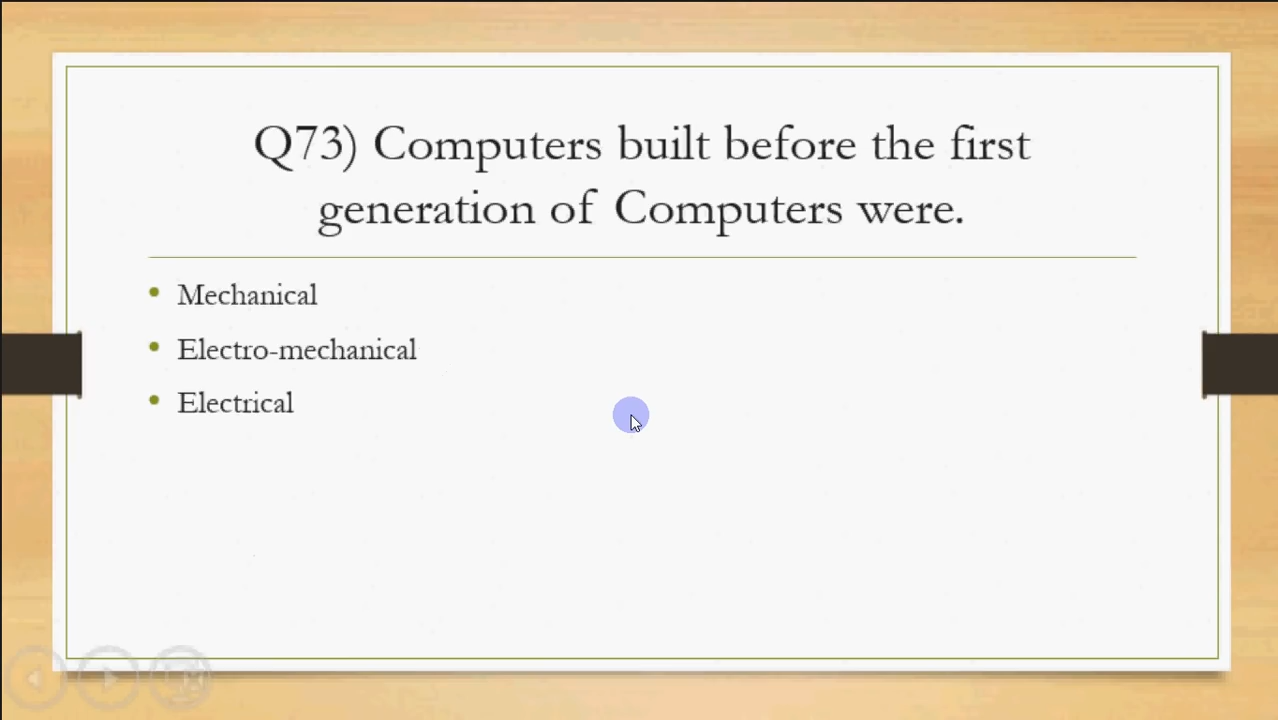 Q73) Computers built before the first
generation of Computers were.
Mechanical
Electro-mechanical
Electrical